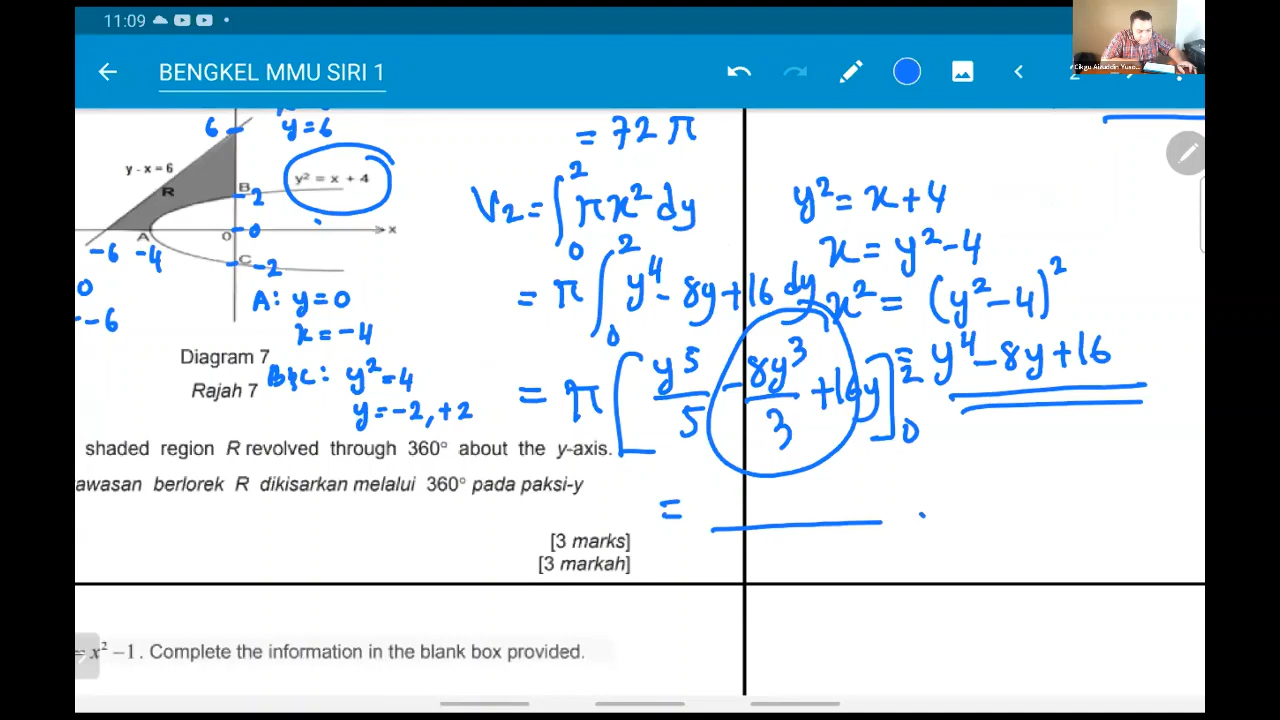 11:09
Cikgu Aizuddin Yuso...
BENGKEL MMU SIRI 1
2
6
y=6
y - x = 6
R
B
2
y² = x + 4
A
0
0
x
-6
-4
C
-2
0
-6
A: y=0
x=-4
Diagram 7
Rajah 7
B&C: y²=4
y=-2,+2
= 72π
V2 = ∫₀² πx² dy
= π ∫₀² y⁴ - 8y + 16 dy
= π [ y⁵/5 - 8y³/3 + 16y ]₀²
=
y² = x+4
x = y²-4
x² = (y²-4)²
= y⁴-8y+16
shaded region R revolved through 360° about the y-axis.
awasan berlorek R dikisarkan melalui 360° pada paksi-y
[3 marks]
[3 markah]
= x² −1. Complete the information in the blank box provided.